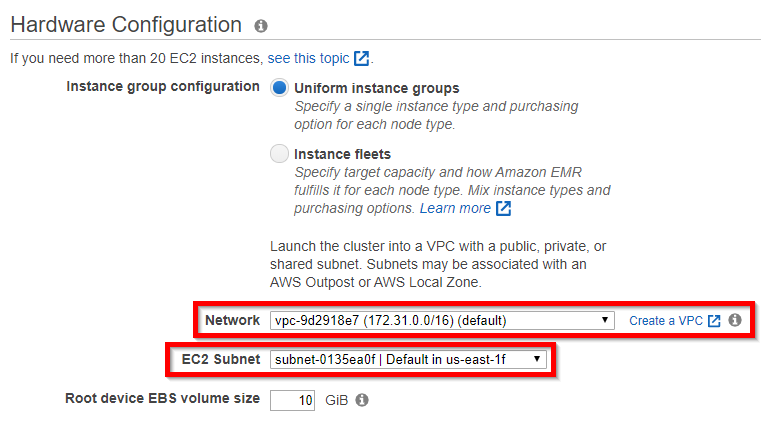 Hardware Configuration
If you need more than 20 EC2 instances, see this topic.
Instance group configuration
Uniform instance groups
Specify a single instance type and purchasing
option for each node type.
Instance fleets
Specify target capacity and how Amazon EMR
fulfills it for each node type. Mix instance types and
purchasing options. Learn more
Launch the cluster into a VPC with a public, private, or
shared subnet. Subnets may be associated with an
AWS Outpost or AWS Local Zone.
Network vpc-9d2918e7 (172.31.0.0/16) (default) Create a VPC
EC2 Subnet subnet-0135ea0f | Default in us-east-1f
Root device EBS volume size 10 GiB